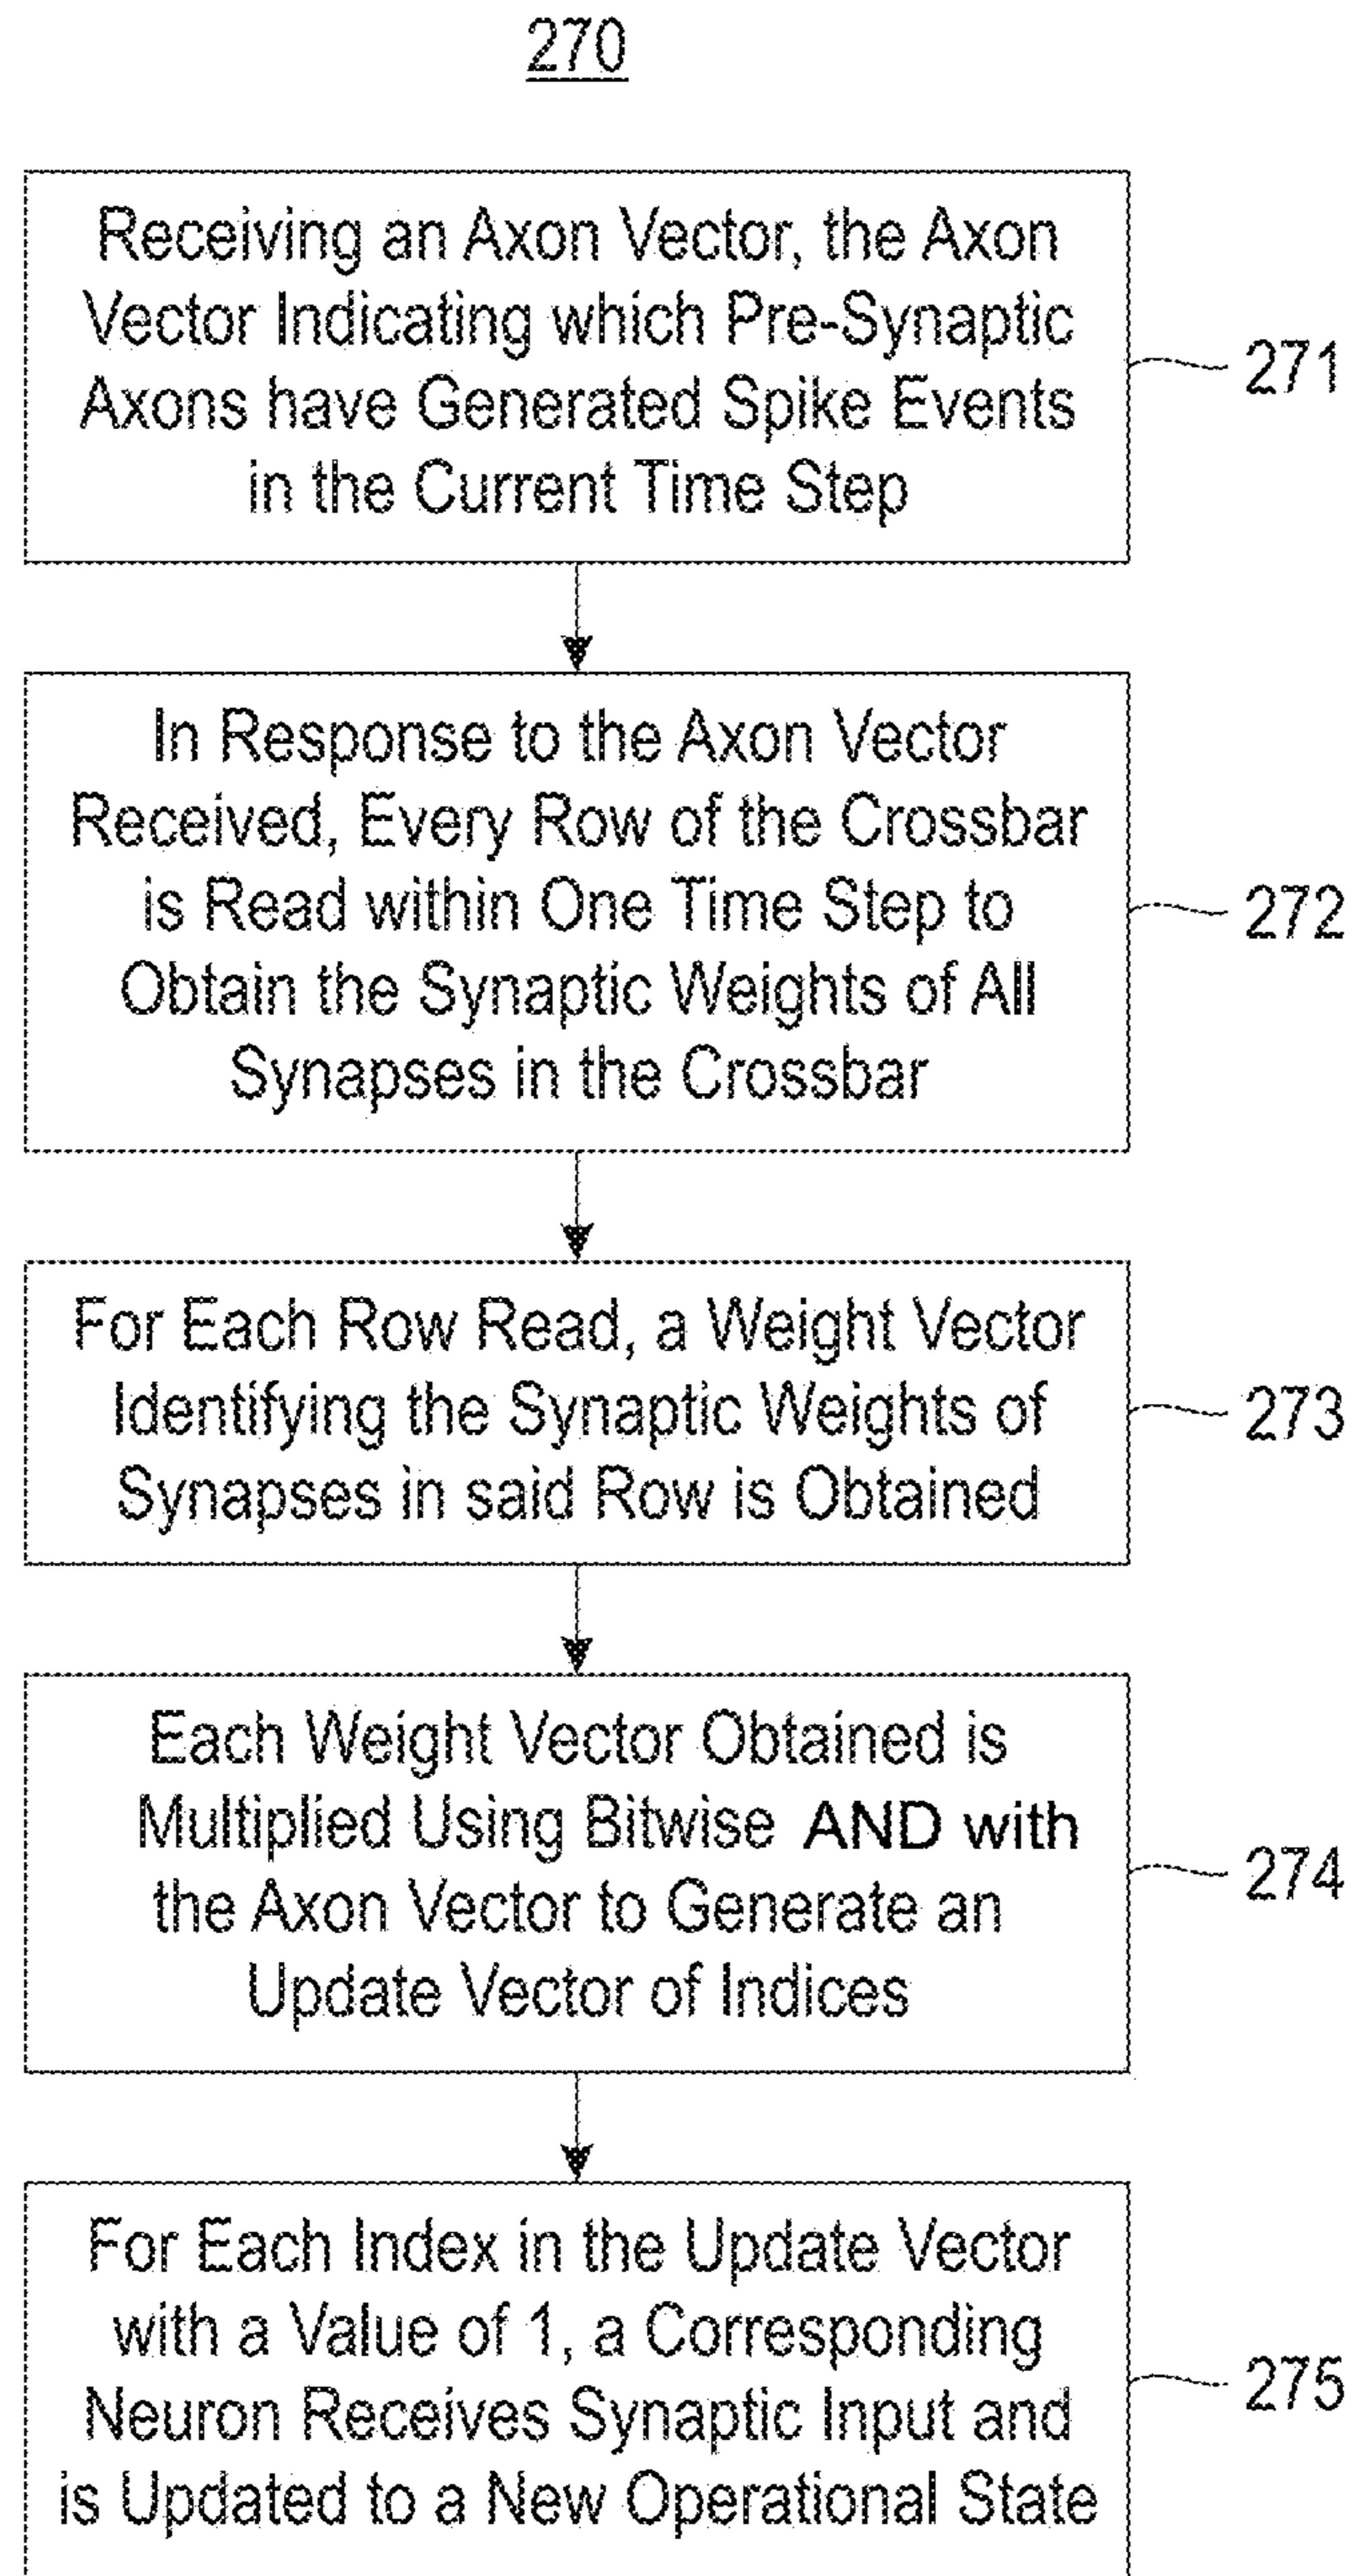 270
Receiving an Axon Vector, the Axon
Vector Indicating which Pre-Synaptic
Axons have Generated Spike Events
in the Current Time Step
271
In Response to the Axon Vector
Received, Every Row of the Crossbar
is Read within One Time Step to
Obtain the Synaptic Weights of All
Synapses in the Crossbar
272
For Each Row Read, a Weight Vector
Identifying the Synaptic Weights of
Synapses in said Row is Obtained
273
Each Weight Vector Obtained is
Multiplied Using Bitwise AND with
the Axon Vector to Generate an
Update Vector of Indices
274
For Each Index in the Update Vector
with a Value of 1, a Corresponding
Neuron Receives Synaptic Input and
is Updated to a New Operational State
275